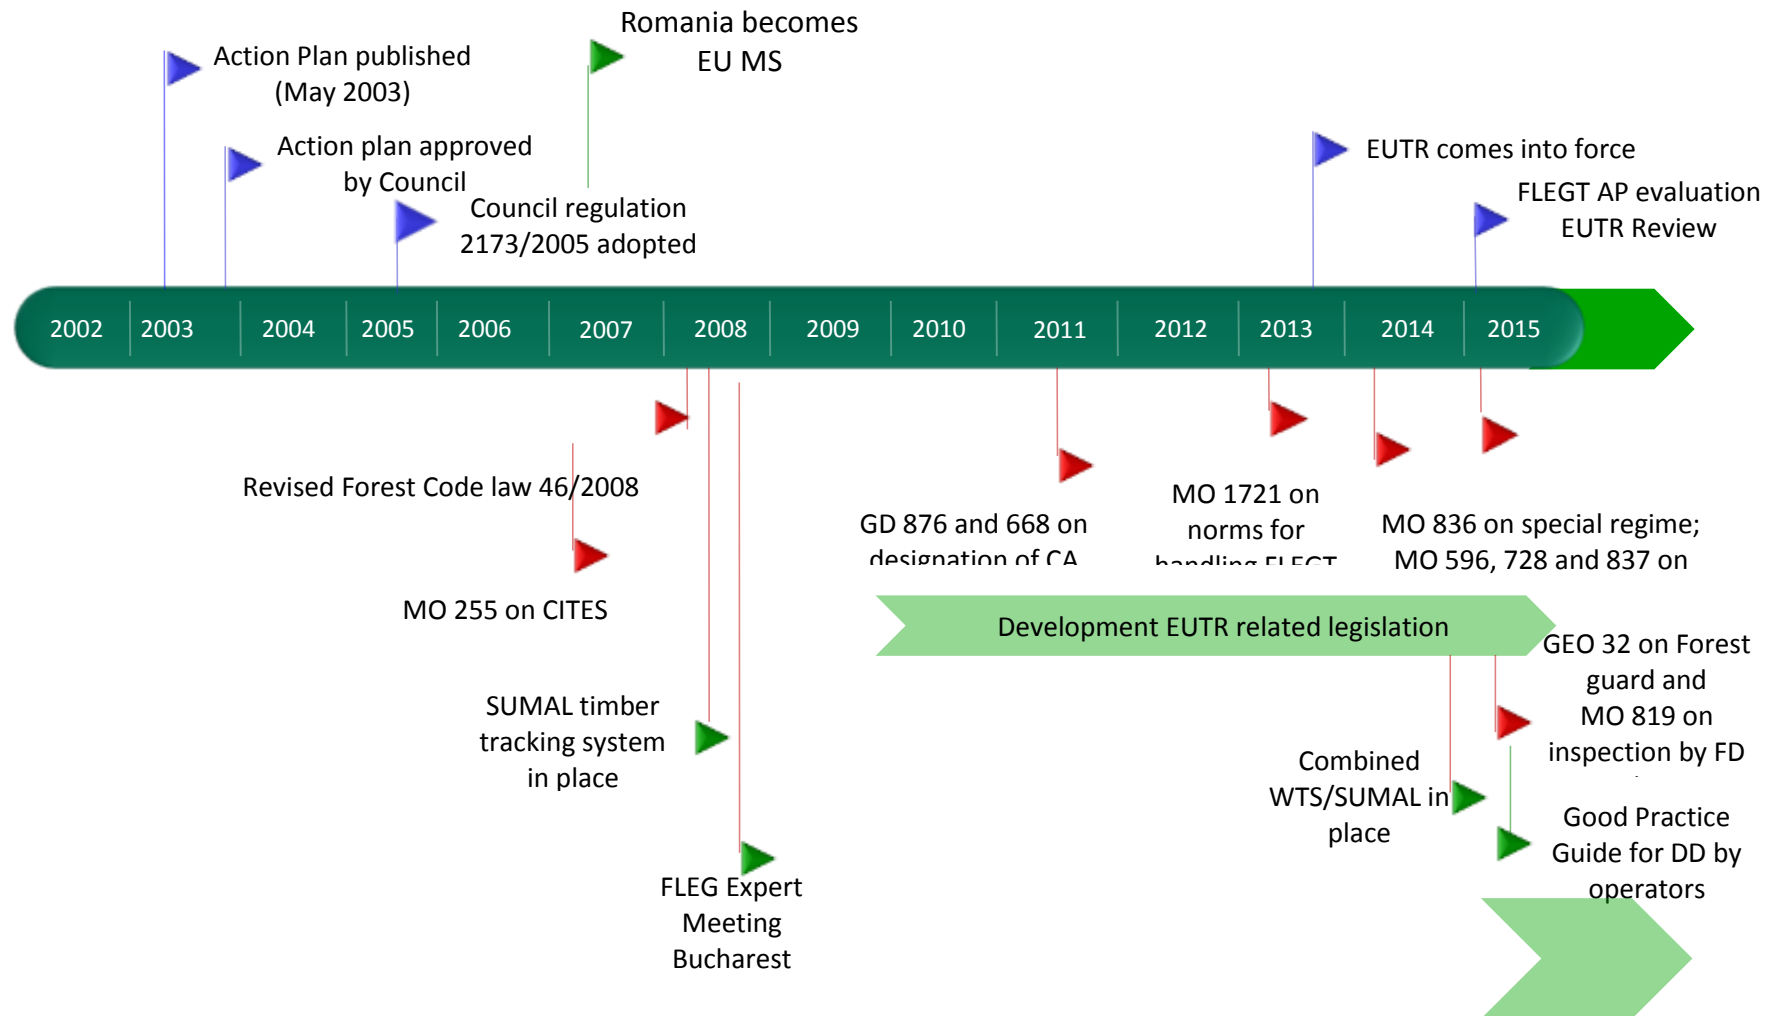 Romania becomes
EU MS
Action Plan published
(May 2003)
Action plan approved
by Council
Council regulation
2173/2005 adopted
EUTR comes into force
FLEGT AP evaluation
EUTR Review
2002 2003 2004 2005 2006 2007 2008 2009 2010 2011 2012 2013 2014 2015
Revised Forest Code law 46/2008
MO 255 on CITES
GD 876 and 668 on
designation of CA
MO 1721 on
norms for
handling FLEGT
MO 836 on special regime;
MO 596, 728 and 837 on
Development EUTR related legislation
GEO 32 on Forest
guard and
MO 819 on
inspection by FD
SUMAL timber
tracking system
in place
Combined
WTS/SUMAL in
place
Good Practice
Guide for DD by
operators
FLEG Expert
Meeting
Bucharest